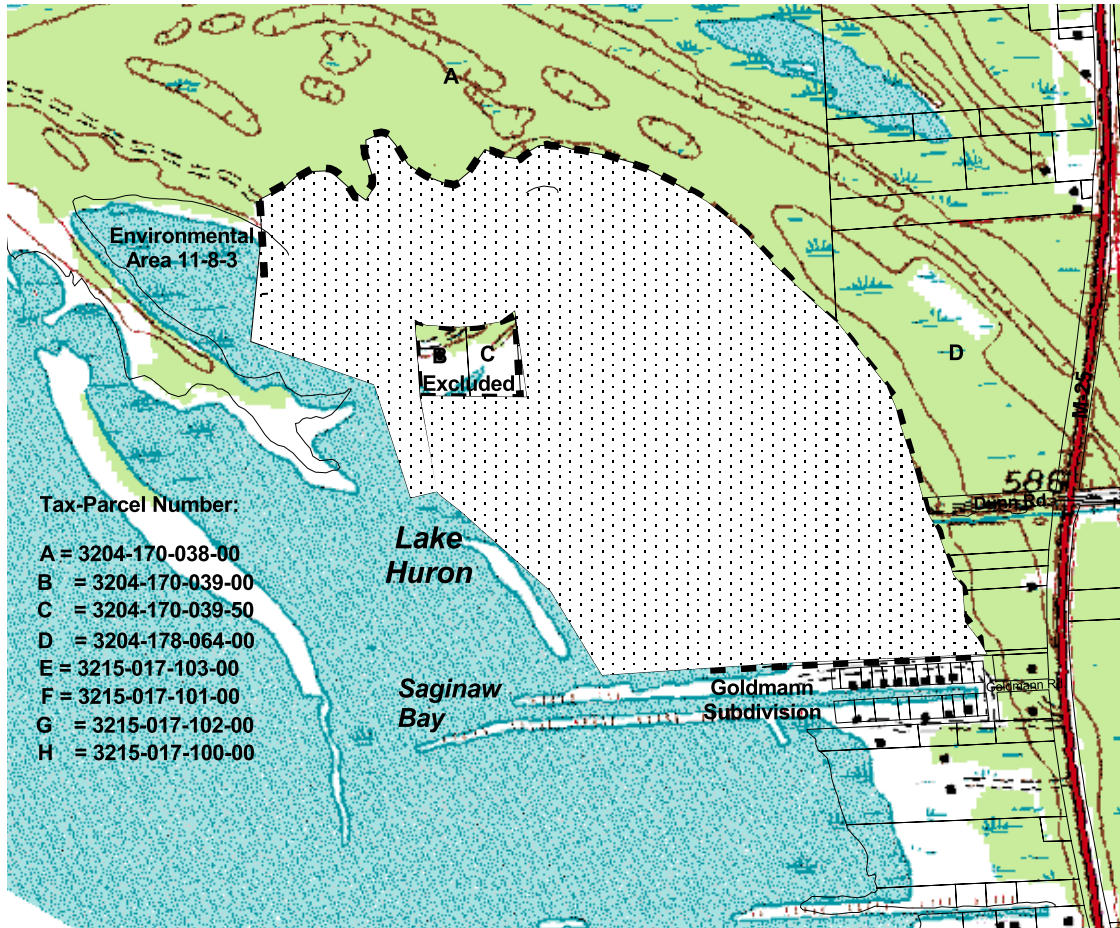 A
Environmental
Area 11-8-3
B C
Excluded
D
M-25
586
Dunn Rd.
Tax-Parcel Number:
A = 3204-170-038-00
B = 3204-170-039-00
C = 3204-170-039-50
D = 3204-178-064-00
E = 3215-017-103-00
F = 3215-017-101-00
G = 3215-017-102-00
H = 3215-017-100-00
Lake
Huron
Saginaw
Bay
Goldmann
Subdivision
Goldmann